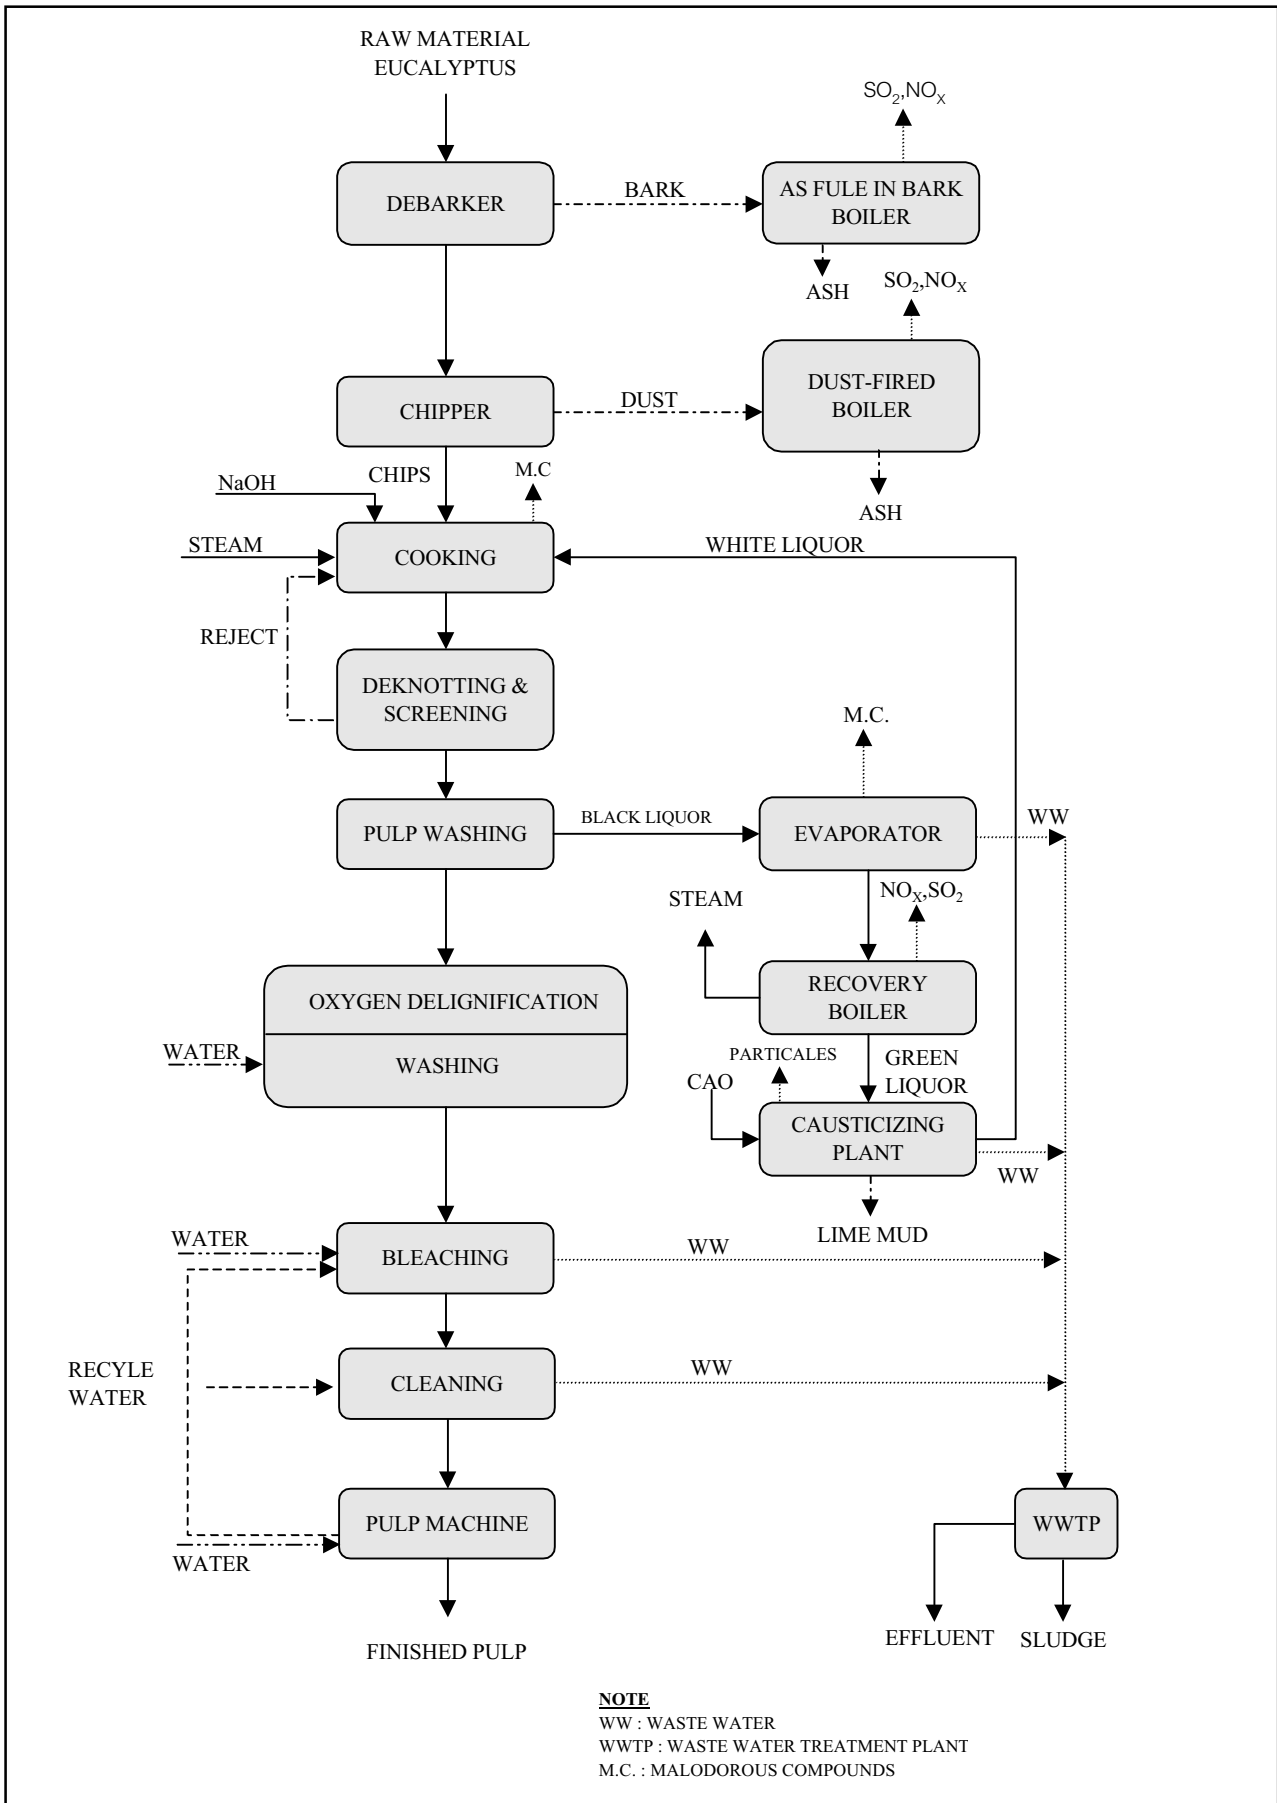 RAW MATERIAL
EUCALYPTUS
SO₂,NOₓ
DEBARKER
BARK
AS FULE IN BARK
BOILER
ASH
SO₂,NOₓ
CHIPPER
DUST
DUST-FIRED
BOILER
CHIPS
M.C
NaOH
ASH
STEAM
COOKING
WHITE LIQUOR
REJECT
DEKNOTTING &
SCREENING
M.C.
PULP WASHING
BLACK LIQUOR
EVAPORATOR
WW
STEAM
NOₓ,SO₂
RECOVERY
BOILER
OXYGEN DELIGNIFICATION
WATER
WASHING
PARTICALES
GREEN
LIQUOR
CAO
CAUSTICIZING
PLANT
WW
LIME MUD
WATER
BLEACHING
WW
RECYLE
WATER
CLEANING
WW
PULP MACHINE
WATER
WWTP
FINISHED PULP
EFFLUENT
SLUDGE
NOTE
WW : WASTE WATER
WWTP : WASTE WATER TREATMENT PLANT
M.C. : MALODOROUS COMPOUNDS